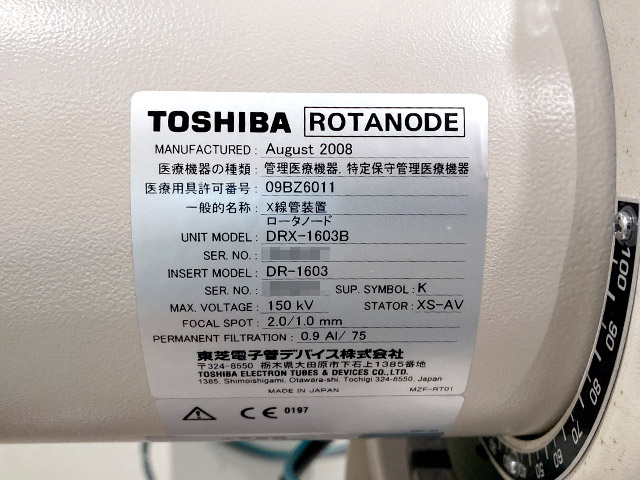 TOSHIBA ROTANODE
MANUFACTURED : August 2008
医療機器の種類 : 管理医療機器, 特定保守管理医療機器
医療用具許可番号 : 09BZ6011
一般的名称 : X線管装置
ロータノード
UNIT MODEL : DRX-1603B
SER. NO. :
INSERT MODEL : DR-1603
SER. NO. : SUP. SYMBOL : K
MAX. VOLTAGE : 150 kV STATOR : XS-AV
FOCAL SPOT : 2.0/1.0 mm
PERMANENT FILTRATION : 0.9 Al/ 75
東芝電子管デバイス株式会社
〒324-8550 栃木県大田原市下石上1385番地
TOSHIBA ELECTRON TUBES & DEVICES CO., LTD.
1385, Shimoishigami, Otawara-shi, Tochigi 324-8550, Japan
MADE IN JAPAN MZF-RT01
CE 0197
100
90
80
70
60
50